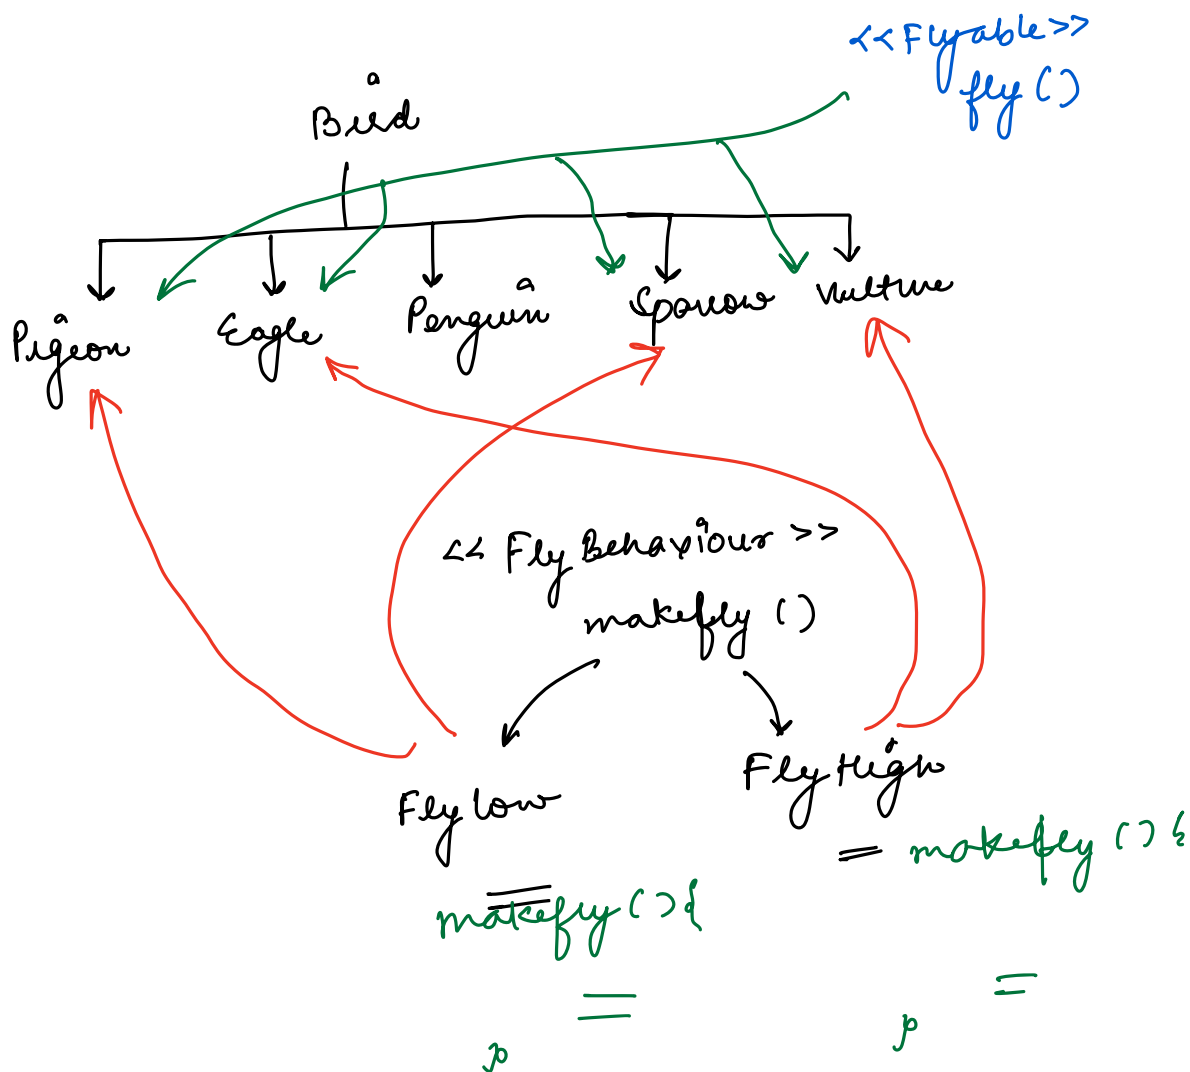 <<Flyable>>
fly ()
Bird
Pigeon Eagle Penguin Sparrow Vulture
<< Fly Behaviour >>
makefly ()
Fly low
Fly High
makefly () {
makefly () {
}
}